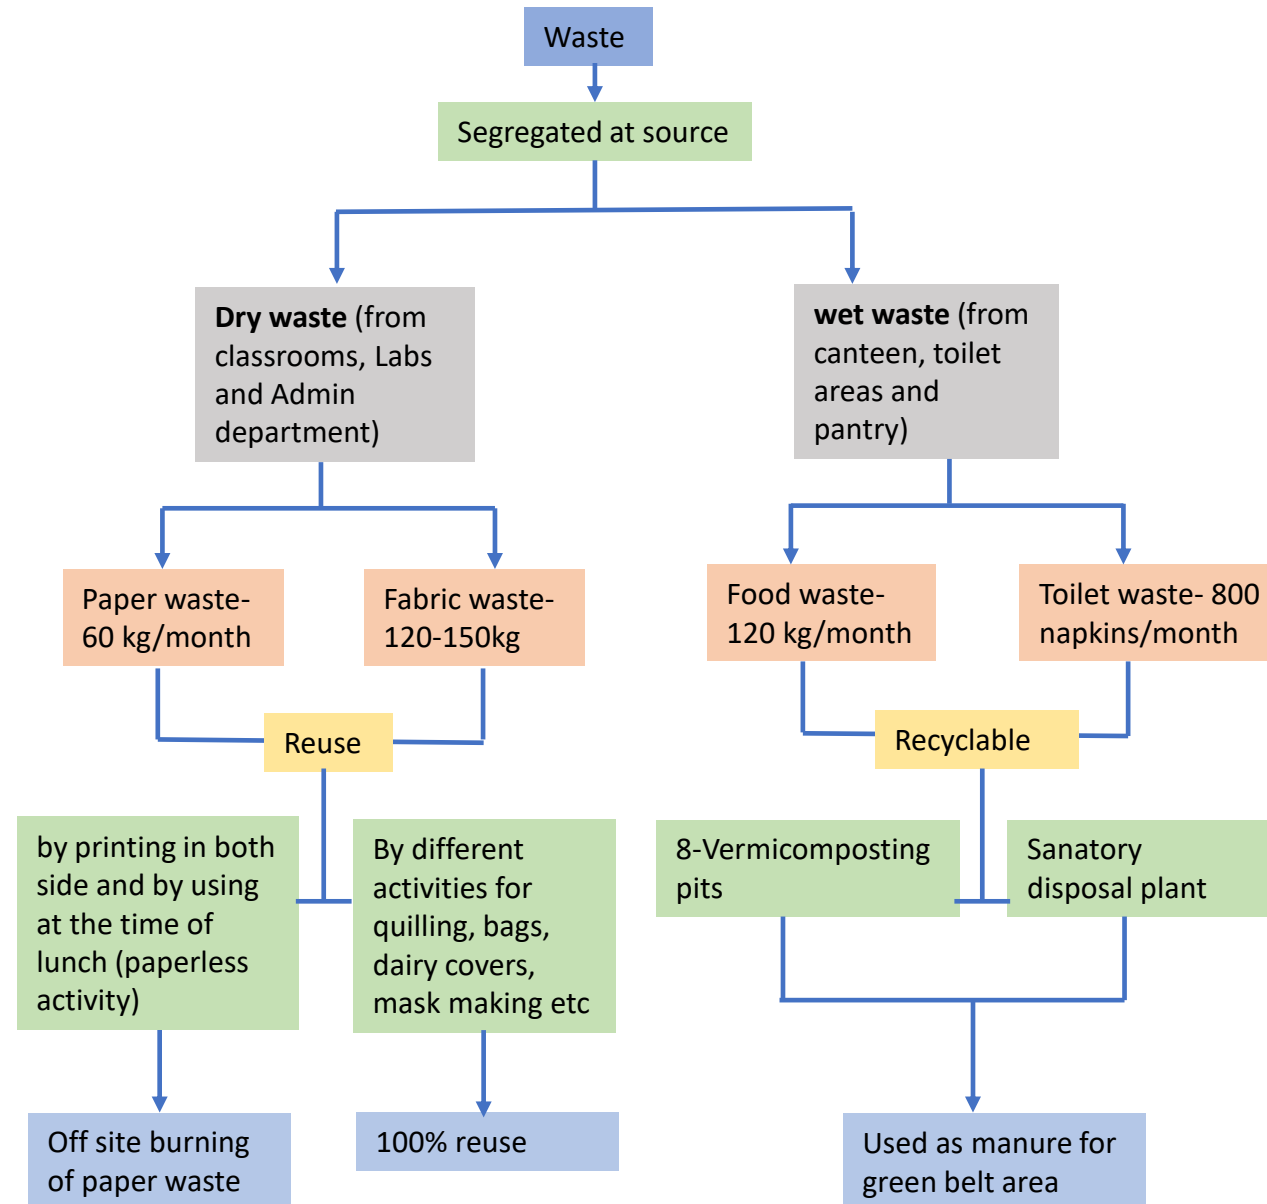 Waste
Segregated at source
Dry waste (from
classrooms, Labs
and Admin
department)
wet waste (from
canteen, toilet
areas and
pantry)
Paper waste-
60 kg/month
Fabric waste-
120-150kg
Food waste-
120 kg/month
Toilet waste- 800
napkins/month
Reuse
Recyclable
by printing in both
side and by using
at the time of
lunch (paperless
activity)
By different
activities for
quilling, bags,
dairy covers,
mask making etc
8-Vermicomposting
pits
Sanatory
disposal plant
Off site burning
of paper waste
100% reuse
Used as manure for
green belt area